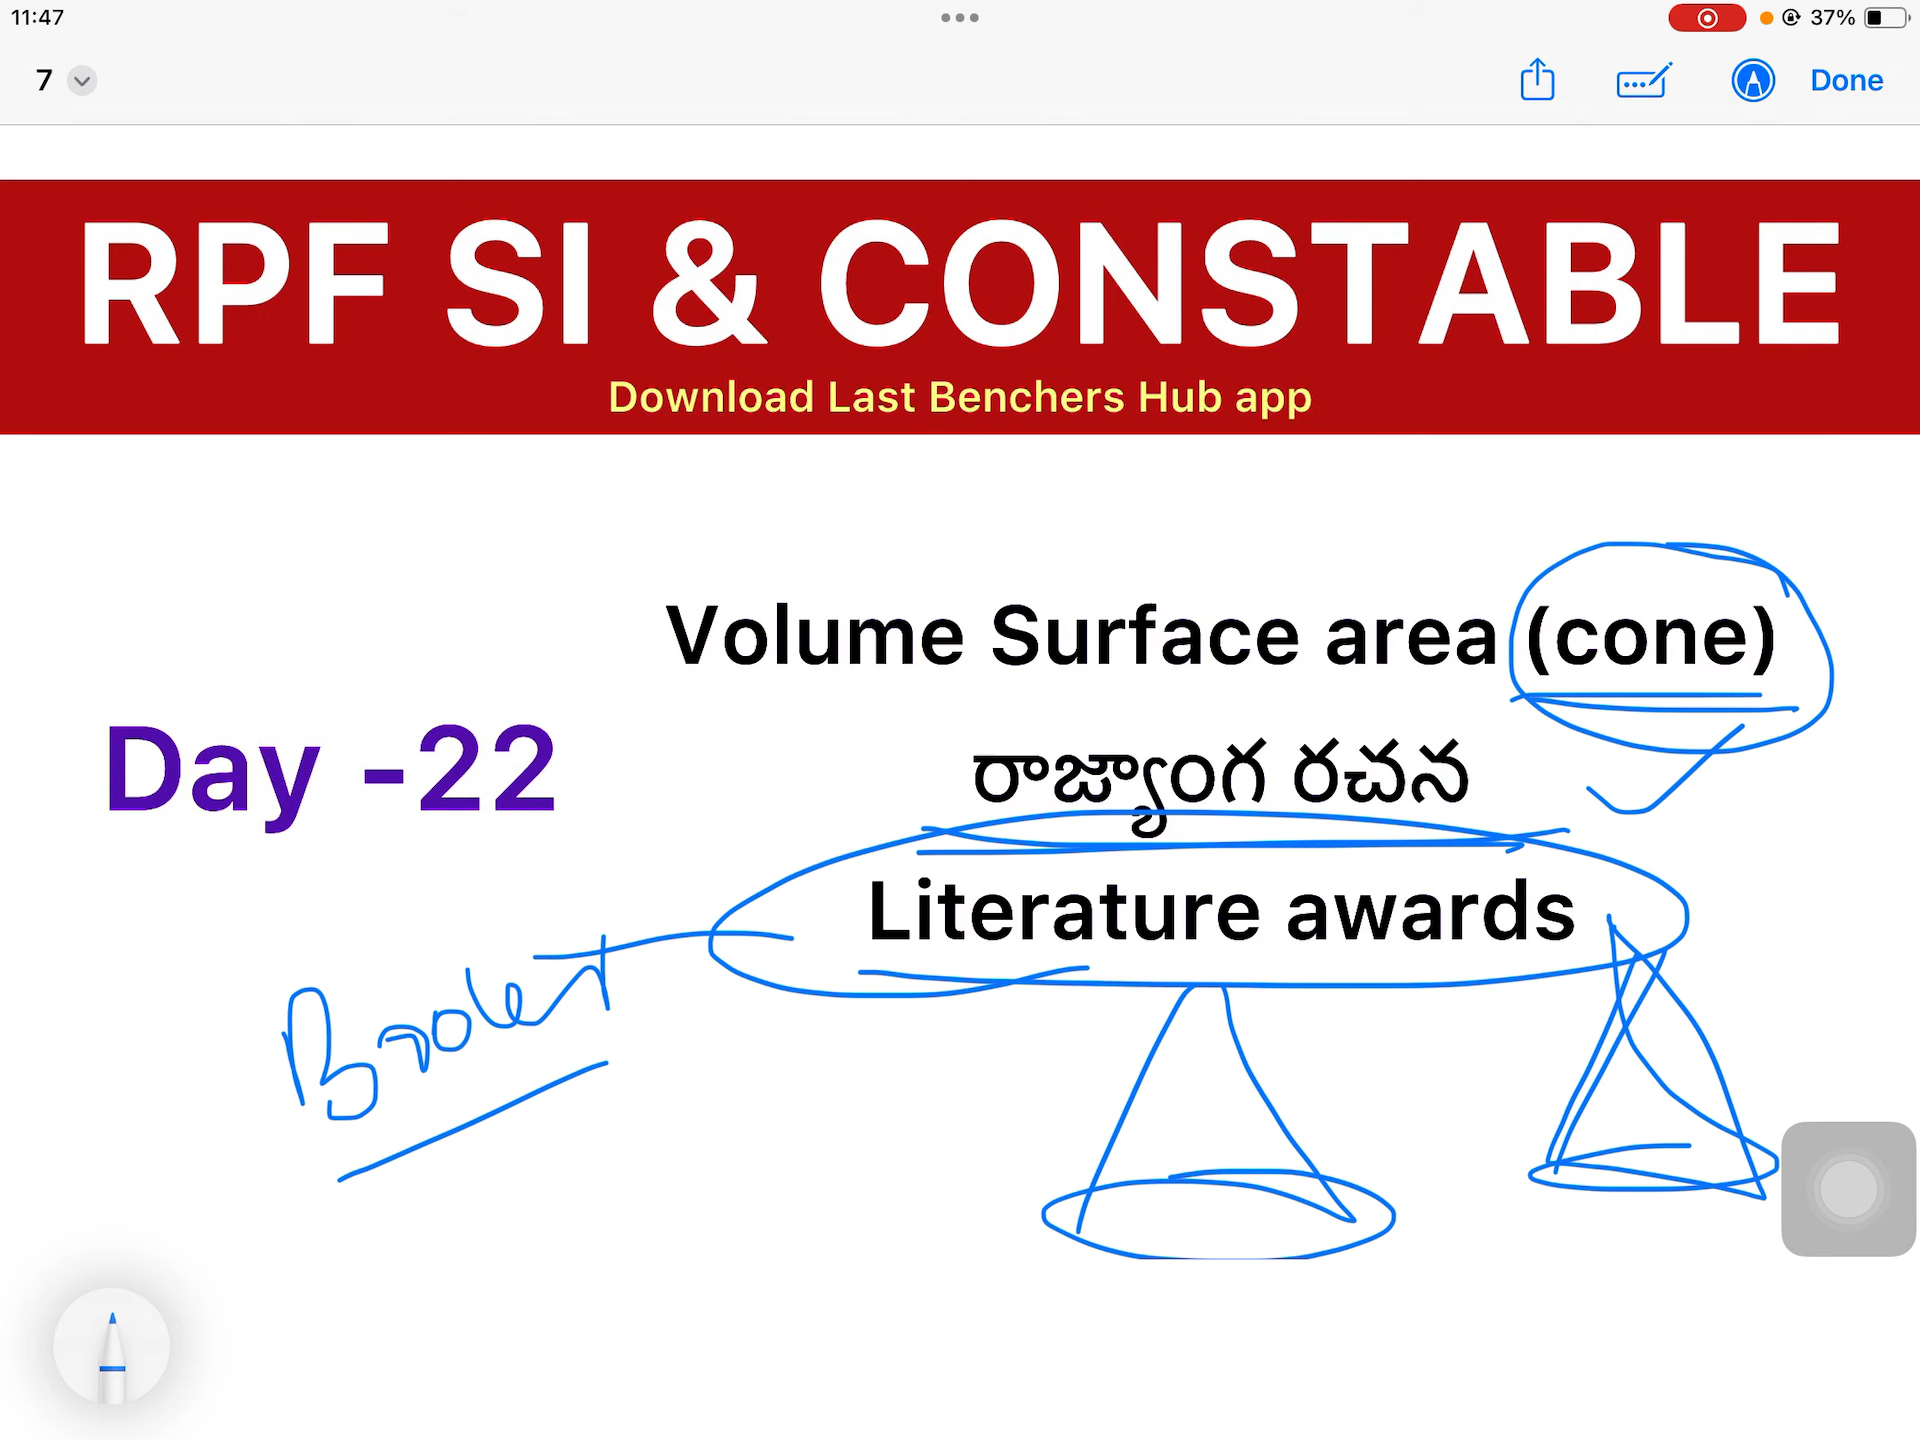 11:47
37%
7
Done
RPF SI & CONSTABLE
Download Last Benchers Hub app
Volume Surface area (cone)
Day -22
రాజ్యాంగ రచన
Literature awards